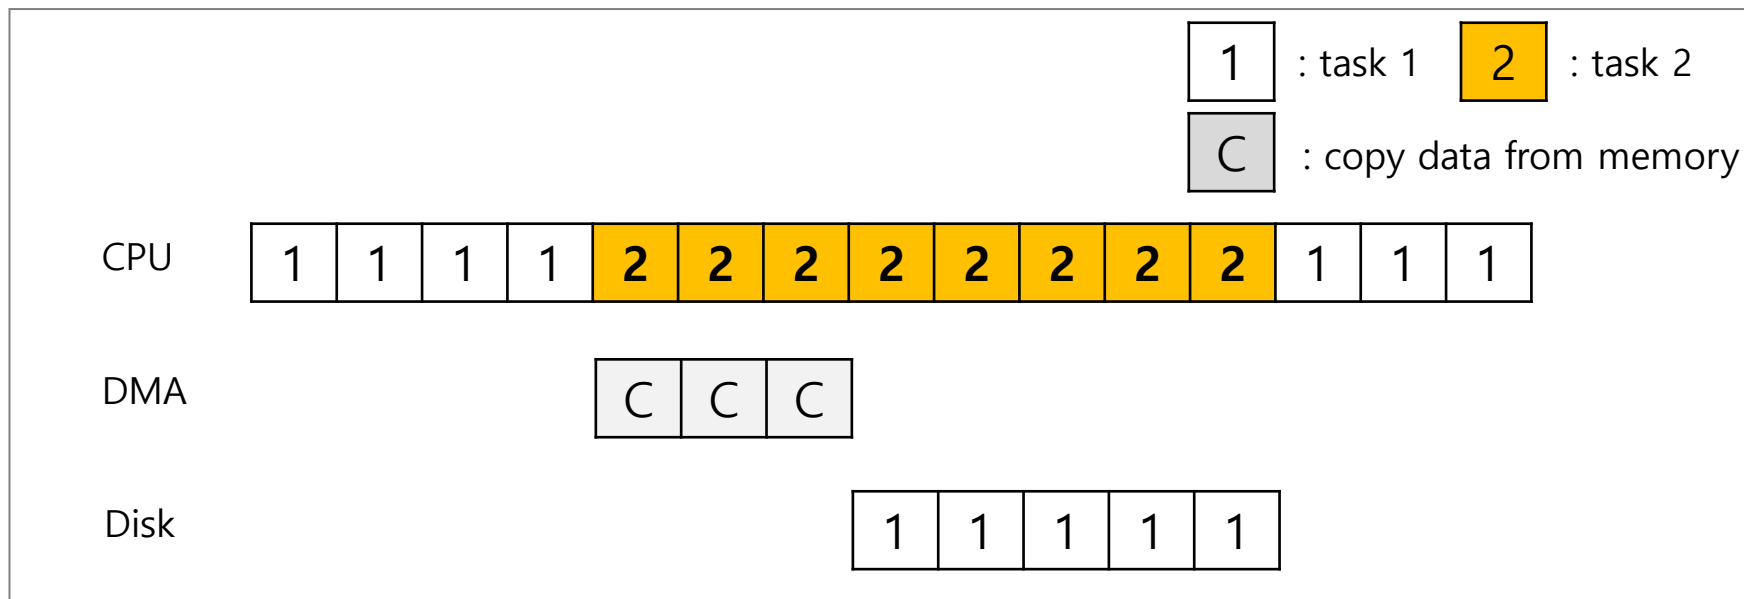 1 : task 1 2 : task 2
C : copy data from memory
CPU 1 1 1 1 2 2 2 2 2 2 2 2 1 1 1
DMA C C C
Disk 1 1 1 1 1